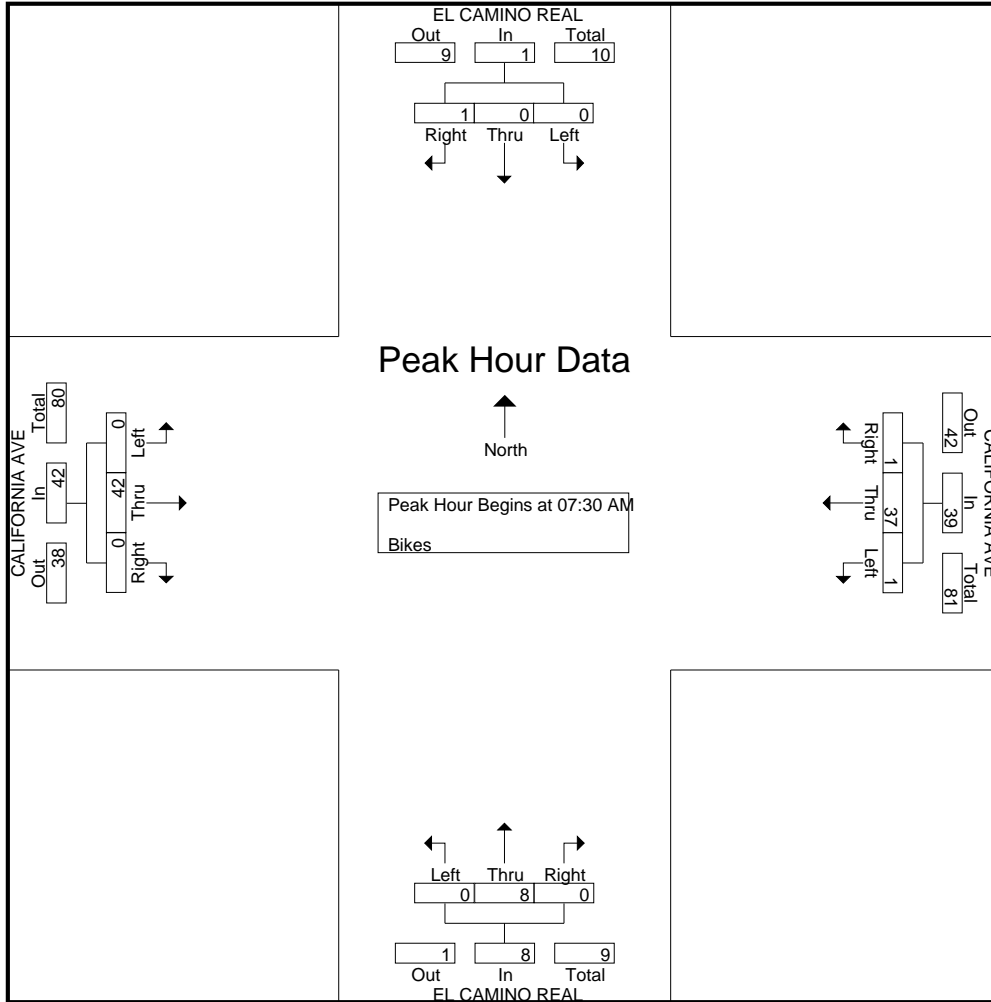 EL CAMINO REAL
Out In Total
9 1 10
1 0 0
Right Thru Left
Peak Hour Data
North
Peak Hour Begins at 07:30 AM
Bikes
CALIFORNIA AVE
Total In Out
80 42 38
0 42 0
Left Thru Right
CALIFORNIA AVE
Out In Total
42 39 81
1 37 1
Right Thru Left
Left Thru Right
0 8 0
1 8 9
Out In Total
EL CAMINO REAL